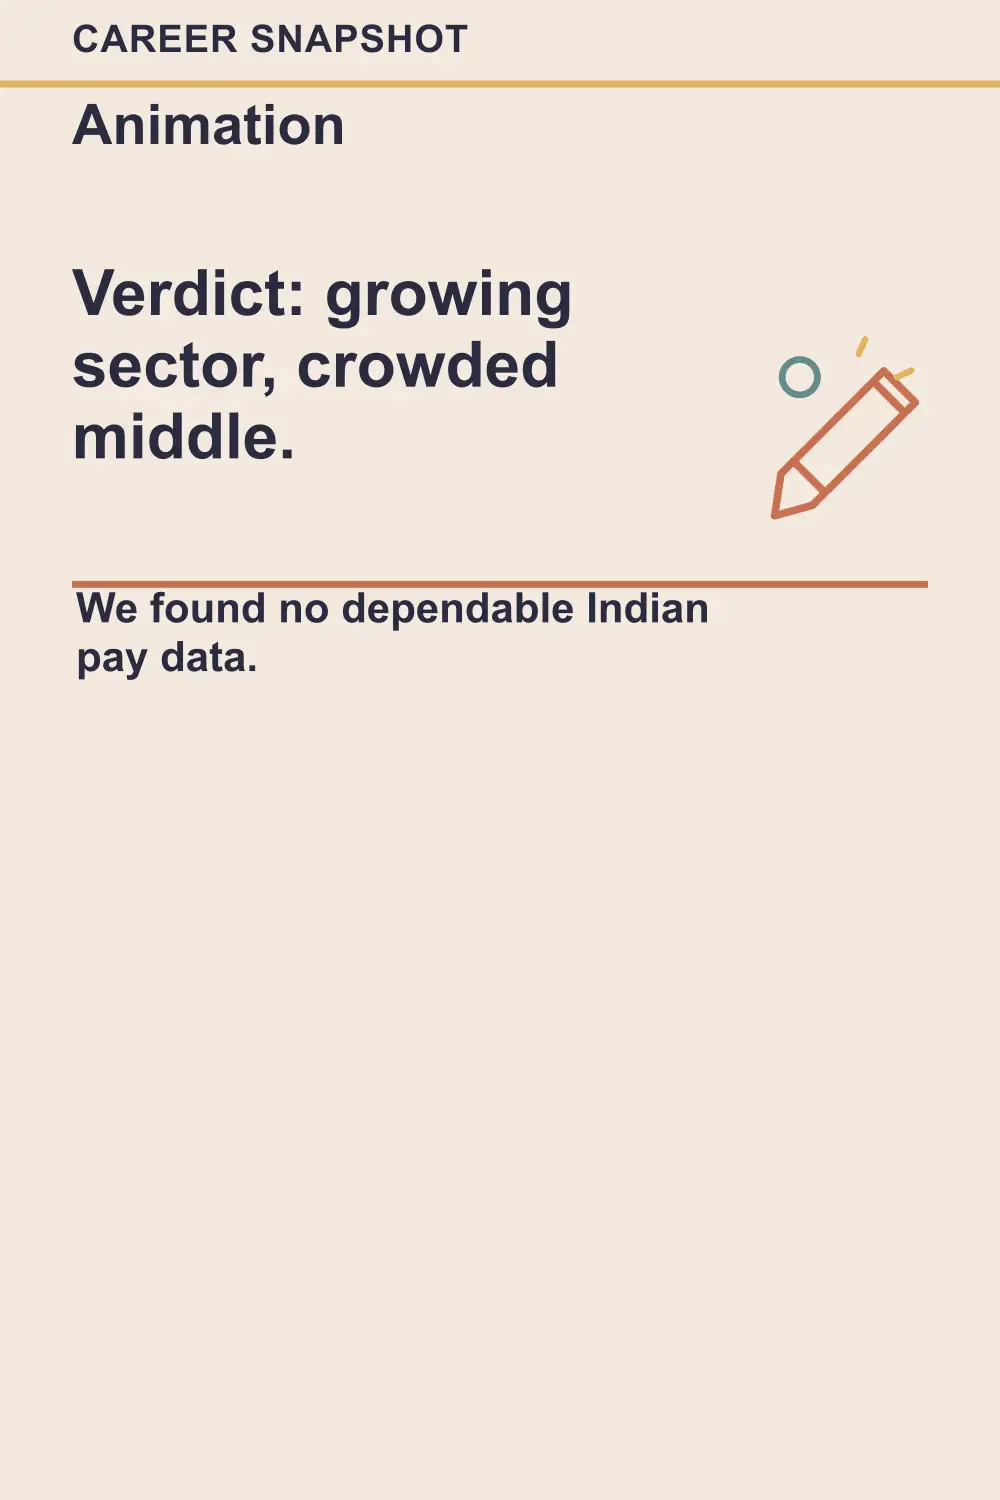 CAREER SNAPSHOT
Animation
Verdict: growing
sector, crowded
middle.
We found no dependable Indian
pay data.